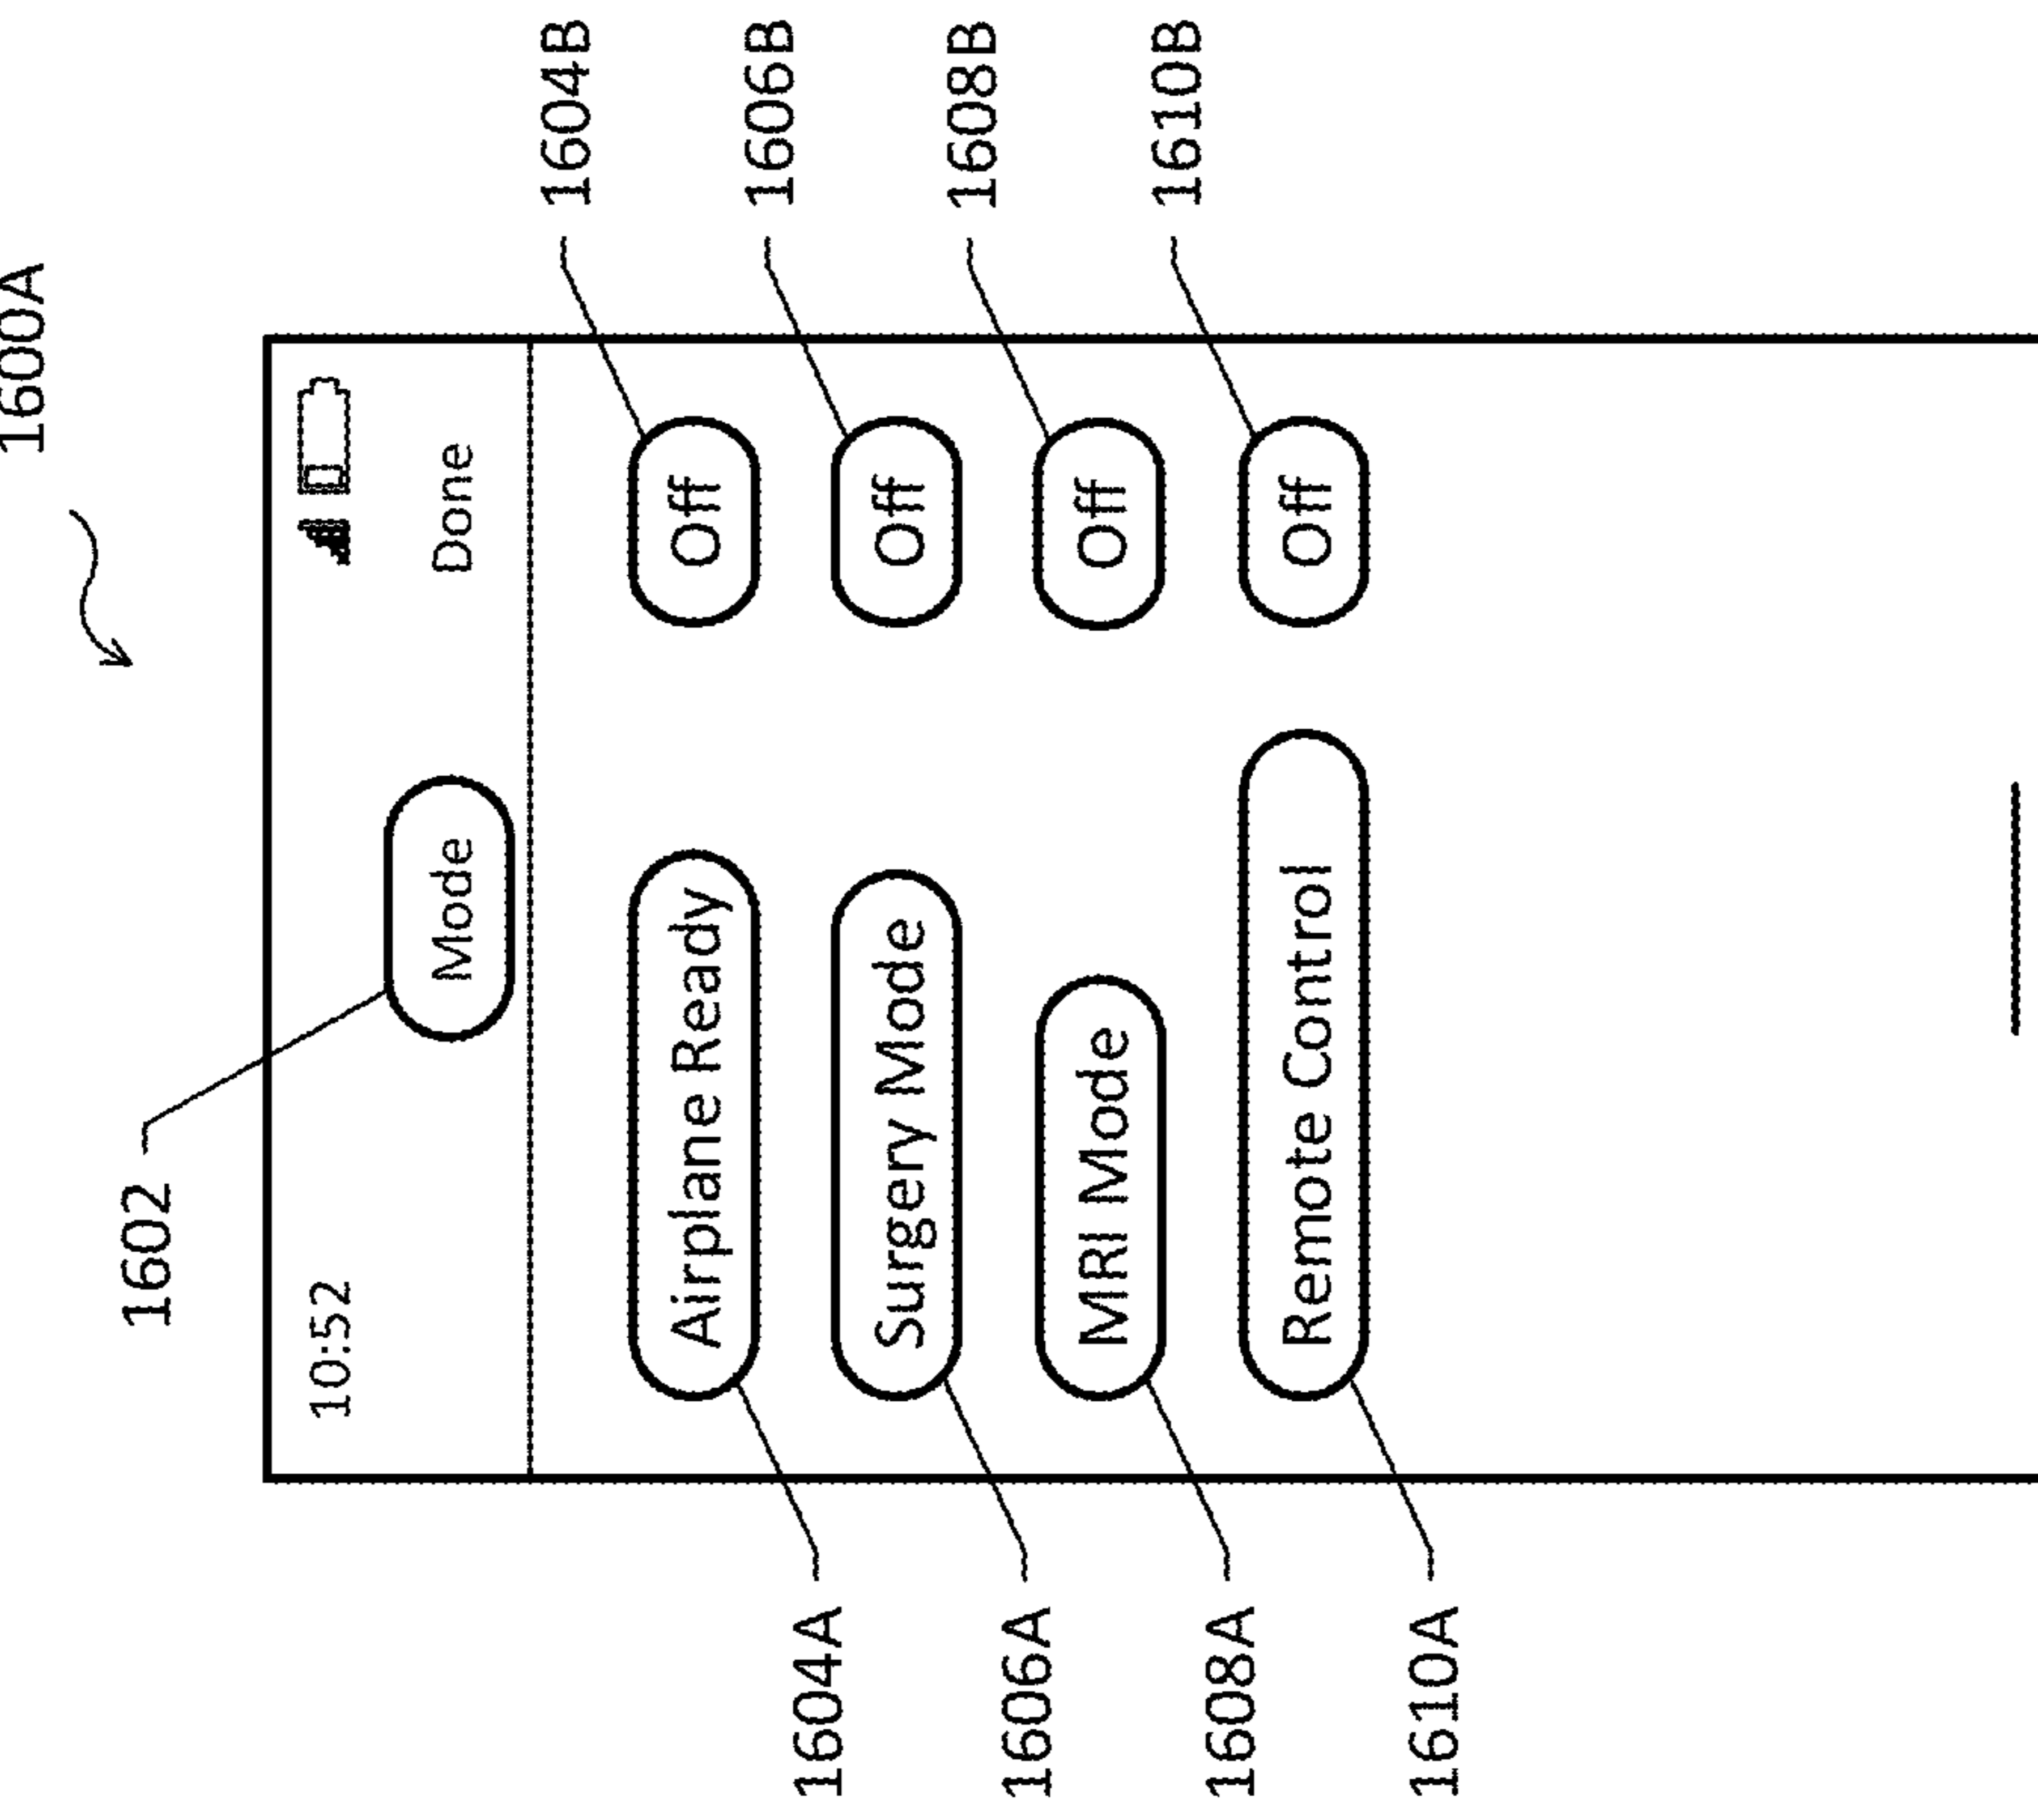 1600A
1602
10:52
Mode
Done
1604A
Airplane Ready
Off
1604B
1606A
Surgery Mode
Off
1606B
1608A
MRI Mode
Off
1608B
1610A
Remote Control
Off
1610B